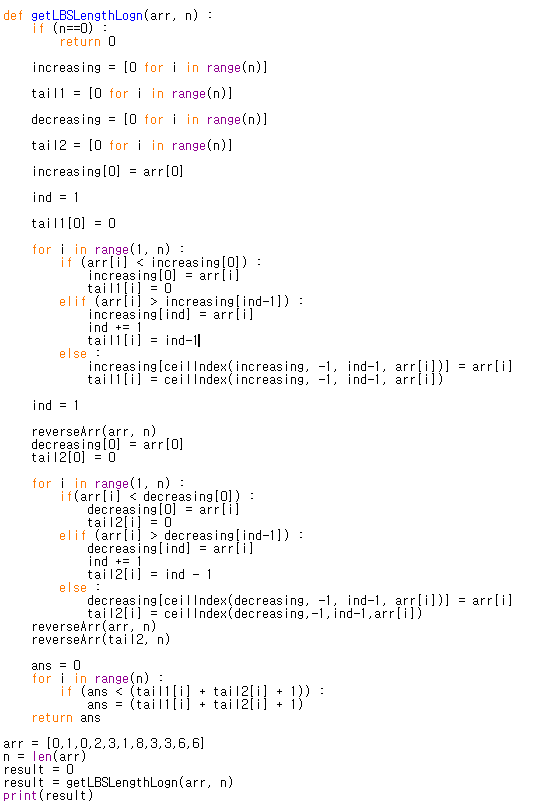 def getLBSLengthLogn(arr, n) :
    if (n==0) :
        return 0
    increasing = [0 for i in range(n)]
    tail1 = [0 for i in range(n)]
    decreasing = [0 for i in range(n)]
    tail2 = [0 for i in range(n)]
    increasing[0] = arr[0]
    ind = 1
    tail1[0] = 0
    for i in range(1, n) :
        if (arr[i] < increasing[0]) :
            increasing[0] = arr[i]
            tail1[i] = 0
        elif (arr[i] > increasing[ind-1]) :
            increasing[ind] = arr[i]
            ind += 1
            tail1[i] = ind-1
        else :
            increasing[ceilIndex(increasing, -1, ind-1, arr[i])] = arr[i]
            tail1[i] = ceilIndex(increasing, -1, ind-1, arr[i])
    ind = 1
    reverseArr(arr, n)
    decreasing[0] = arr[0]
    tail2[0] = 0
    for i in range(1, n) :
        if(arr[i] < decreasing[0]) :
            decreasing[0] = arr[i]
            tail2[i] = 0
        elif (arr[i] > decreasing[ind-1]) :
            decreasing[ind] = arr[i]
            ind += 1
            tail2[i] = ind - 1
        else :
            decreasing[ceilIndex(decreasing, -1, ind-1, arr[i])] = arr[i]
            tail2[i] = ceilIndex(decreasing,-1,ind-1,arr[i])
    reverseArr(arr, n)
    reverseArr(tail2, n)
    ans = 0
    for i in range(n) :
        if (ans < (tail1[i] + tail2[i] + 1)) :
            ans = (tail1[i] + tail2[i] + 1)
    return ans
arr = [0,1,0,2,3,1,8,3,3,6,6]
n = len(arr)
result = 0
result = getLBSLengthLogn(arr, n)
print(result)